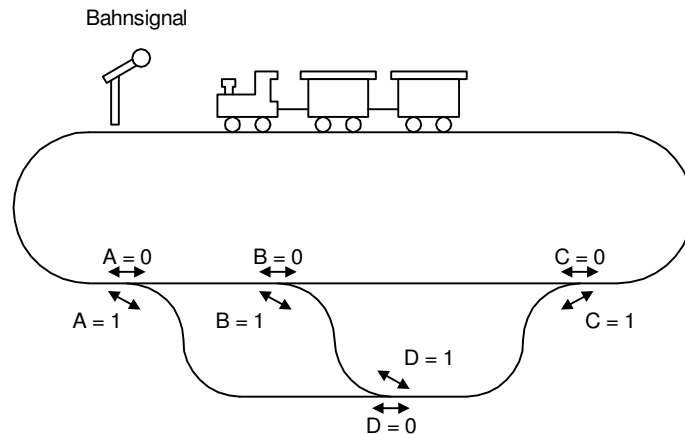 Bahnsignal
A = 0
B = 0
C = 0
A = 1
B = 1
C = 1
D = 1
D = 0